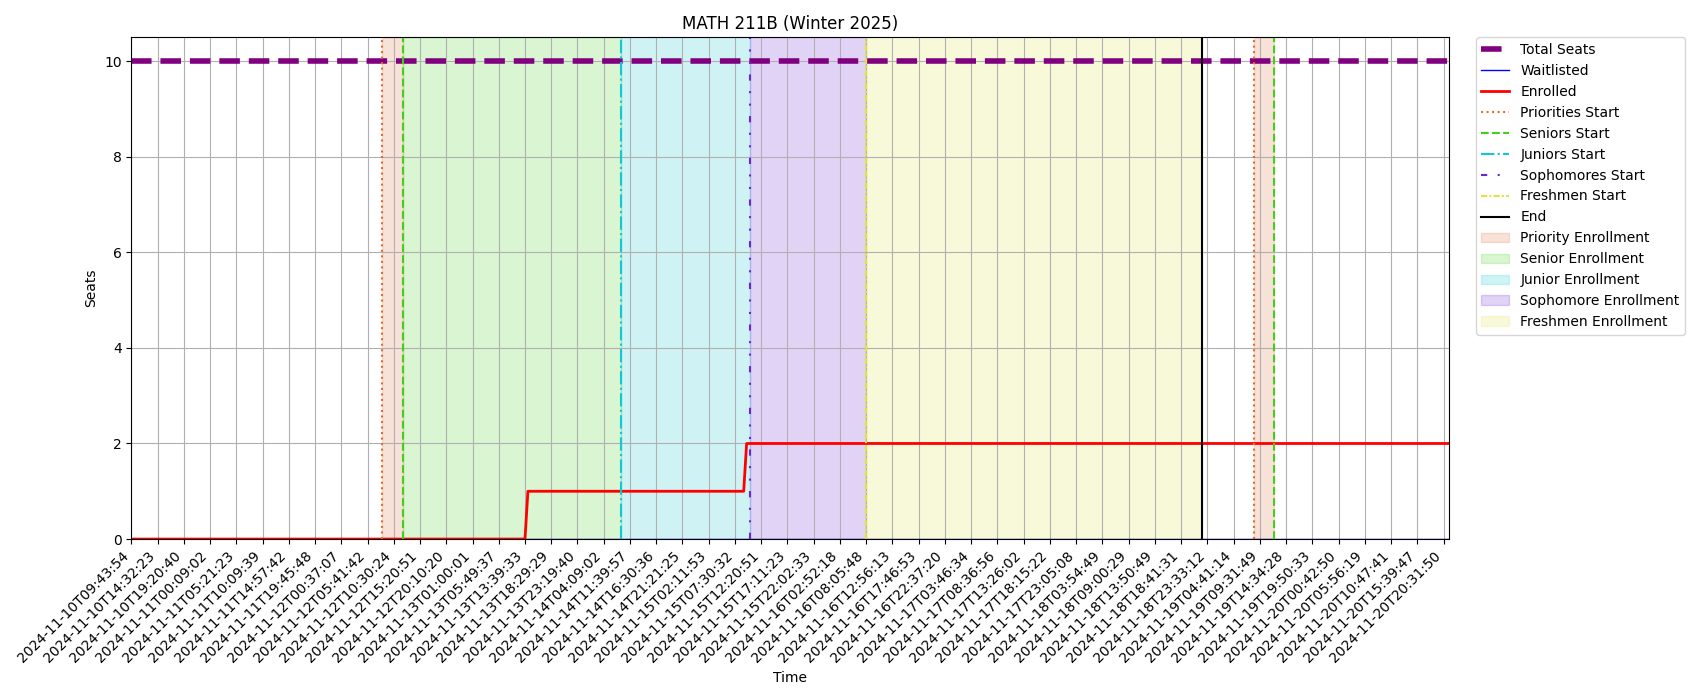 MATH 211B (Winter 2025)
10
8
6
4
2
0
Seats
2024-11-10T09:43:54
2024-11-10T14:32:23
2024-11-10T19:20:40
2024-11-11T00:09:02
2024-11-11T05:21:23
2024-11-11T10:09:39
2024-11-11T14:57:42
2024-11-11T19:45:48
2024-11-12T00:37:07
2024-11-12T05:41:42
2024-11-12T10:30:24
2024-11-12T15:20:51
2024-11-12T20:10:20
2024-11-13T01:00:01
2024-11-13T05:49:37
2024-11-13T13:39:33
2024-11-13T18:29:29
2024-11-13T23:19:40
2024-11-14T04:09:02
2024-11-14T11:39:57
2024-11-14T16:30:36
2024-11-14T21:21:25
2024-11-15T02:11:53
2024-11-15T07:30:32
2024-11-15T12:20:51
2024-11-15T17:11:23
2024-11-15T22:02:33
2024-11-16T02:52:18
2024-11-16T08:05:48
2024-11-16T12:56:13
2024-11-16T17:46:53
2024-11-16T22:37:20
2024-11-17T03:46:34
2024-11-17T08:36:56
2024-11-17T13:26:02
2024-11-17T18:15:22
2024-11-17T23:05:08
2024-11-18T03:54:49
2024-11-18T09:00:29
2024-11-18T13:50:49
2024-11-18T18:41:31
2024-11-18T23:33:12
2024-11-19T04:41:14
2024-11-19T09:31:49
2024-11-19T14:34:28
2024-11-19T19:50:33
2024-11-20T00:42:50
2024-11-20T05:56:19
2024-11-20T10:47:41
2024-11-20T15:39:47
2024-11-20T20:31:50
Time
Total Seats
Waitlisted
Enrolled
Priorities Start
Seniors Start
Juniors Start
Sophomores Start
Freshmen Start
End
Priority Enrollment
Senior Enrollment
Junior Enrollment
Sophomore Enrollment
Freshmen Enrollment